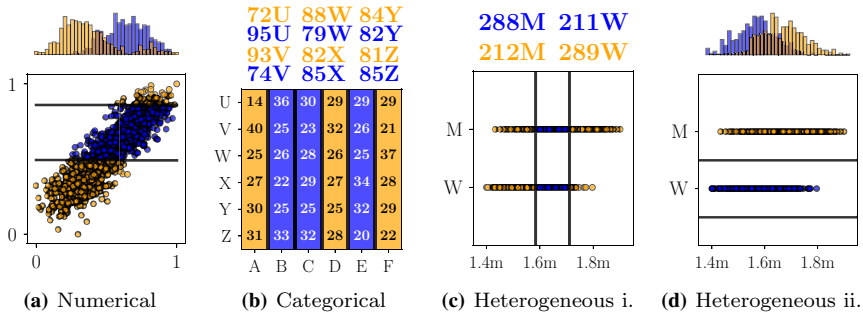 72U 88W 84Y
95U 79W 82Y
93V 82X 81Z
74V 85X 85Z
288M 211W
212M 289W
1
0
0 1
U 14 36 30 29 29 29
V 40 25 23 32 26 21
W 25 26 28 26 25 37
X 27 22 29 27 34 28
Y 30 25 25 25 32 29
Z 31 33 32 28 20 22
A B C D E F
M
W
1.4m 1.6m 1.8m
M
W
1.4m 1.6m 1.8m
(a) Numerical
(b) Categorical
(c) Heterogeneous i.
(d) Heterogeneous ii.